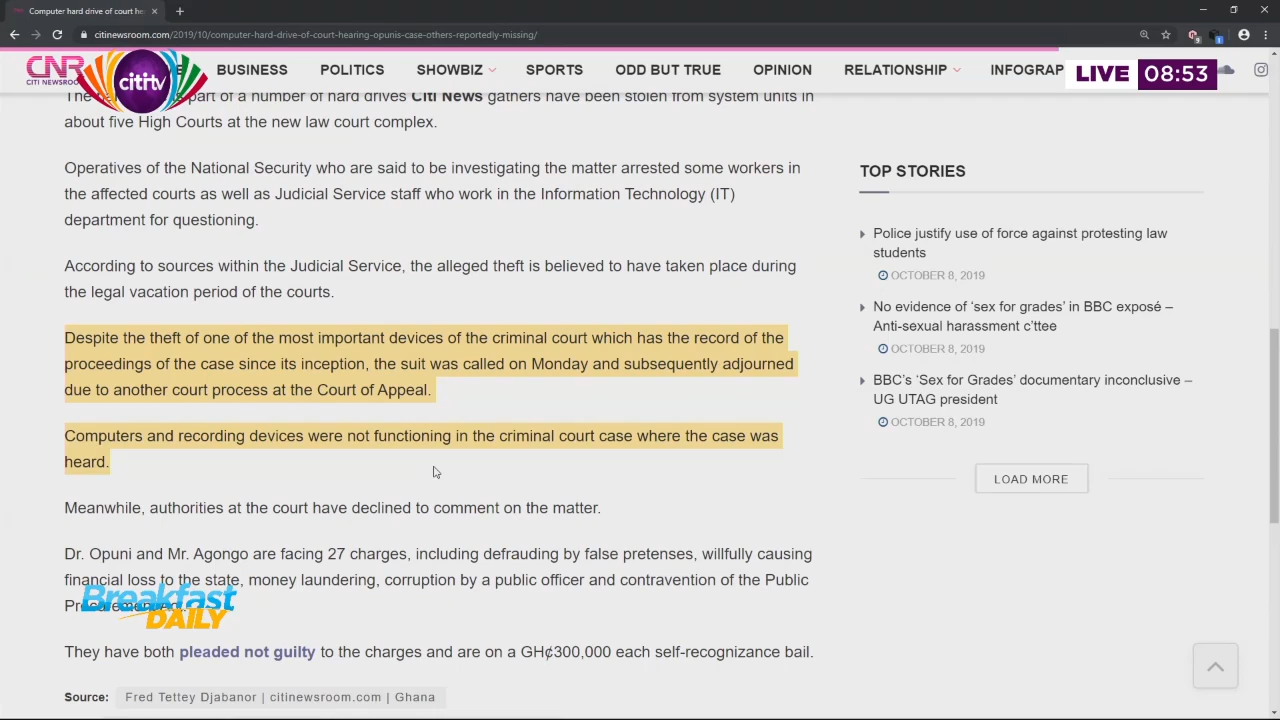 Computer hard drive of court he
citinewsroom.com/2019/10/computer-hard-drive-of-court-hearing-opunis-case-others-reportedly-missing/
CNR
CITI NEWSROOM
citi tv
BUSINESS POLITICS SHOWBIZ SPORTS ODD BUT TRUE OPINION RELATIONSHIP INFOGRAP
LIVE 08:53
part of a number of hard drives Citi News gathers have been stolen from system units in
about five High Courts at the new law court complex.
Operatives of the National Security who are said to be investigating the matter arrested some workers in
the affected courts as well as Judicial Service staff who work in the Information Technology (IT)
department for questioning.
According to sources within the Judicial Service, the alleged theft is believed to have taken place during
the legal vacation period of the courts.
Despite the theft of one of the most important devices of the criminal court which has the record of the
proceedings of the case since its inception, the suit was called on Monday and subsequently adjourned
due to another court process at the Court of Appeal.
Computers and recording devices were not functioning in the criminal court case where the case was
heard.
Meanwhile, authorities at the court have declined to comment on the matter.
Dr. Opuni and Mr. Agongo are facing 27 charges, including defrauding by false pretenses, willfully causing
financial loss to the state, money laundering, corruption by a public officer and contravention of the Public
Breakfast
DAILY
They have both pleaded not guilty to the charges and are on a GH¢300,000 each self-recognizance bail.
Source: Fred Tettey Djabanor | citinewsroom.com | Ghana
TOP STORIES
Police justify use of force against protesting law
students
OCTOBER 8, 2019
No evidence of ‘sex for grades’ in BBC exposé –
Anti-sexual harassment c’ttee
OCTOBER 8, 2019
BBC’s ‘Sex for Grades’ documentary inconclusive –
UG UTAG president
OCTOBER 8, 2019
LOAD MORE